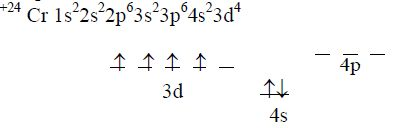 +24 Cr 1s²2s²2p⁶3s²3p⁶4s²3d⁴
↑ ↑ ↑ ↑ _
3d
↑↓
4s
_ _ _
4p